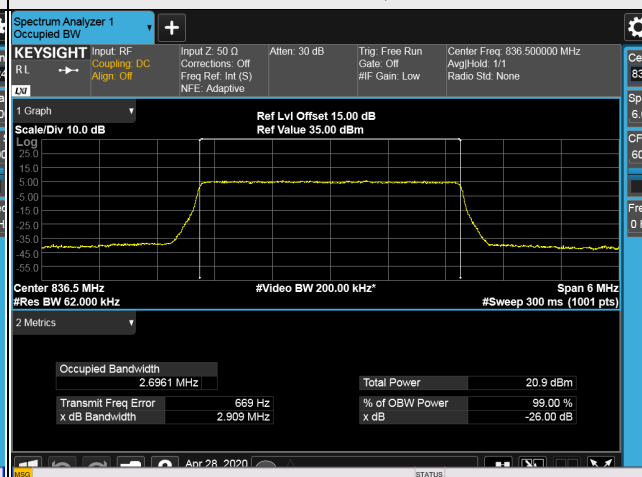 Spectrum Analyzer 1
Occupied BW
KEYSIGHT Input: RF Input Z: 50 Ω Atten: 30 dB Trig: Free Run Center Freq: 836.500000 MHz
RL Coupling: DC Corrections: Off Gate: Off Avg|Hold: 1/1
Align: Off Freq Ref: Int (S) #IF Gain: Low Radio Std: None
LXI NFE: Adaptive
1 Graph
Ref Lvl Offset 15.00 dB
Scale/Div 10.0 dB Ref Value 35.00 dBm
Log
25.0
15.0
5.00
-5.00
-15.0
-25.0
-35.0
-45.0
-55.0
Center 836.5 MHz #Video BW 200.00 kHz* Span 6 MHz
#Res BW 62.000 kHz #Sweep 300 ms (1001 pts)
2 Metrics
Occupied Bandwidth
2.6961 MHz Total Power 20.9 dBm
Transmit Freq Error 669 Hz % of OBW Power 99.00 %
x dB Bandwidth 2.909 MHz x dB -26.00 dB
Apr 28, 2020
MSG STATUS